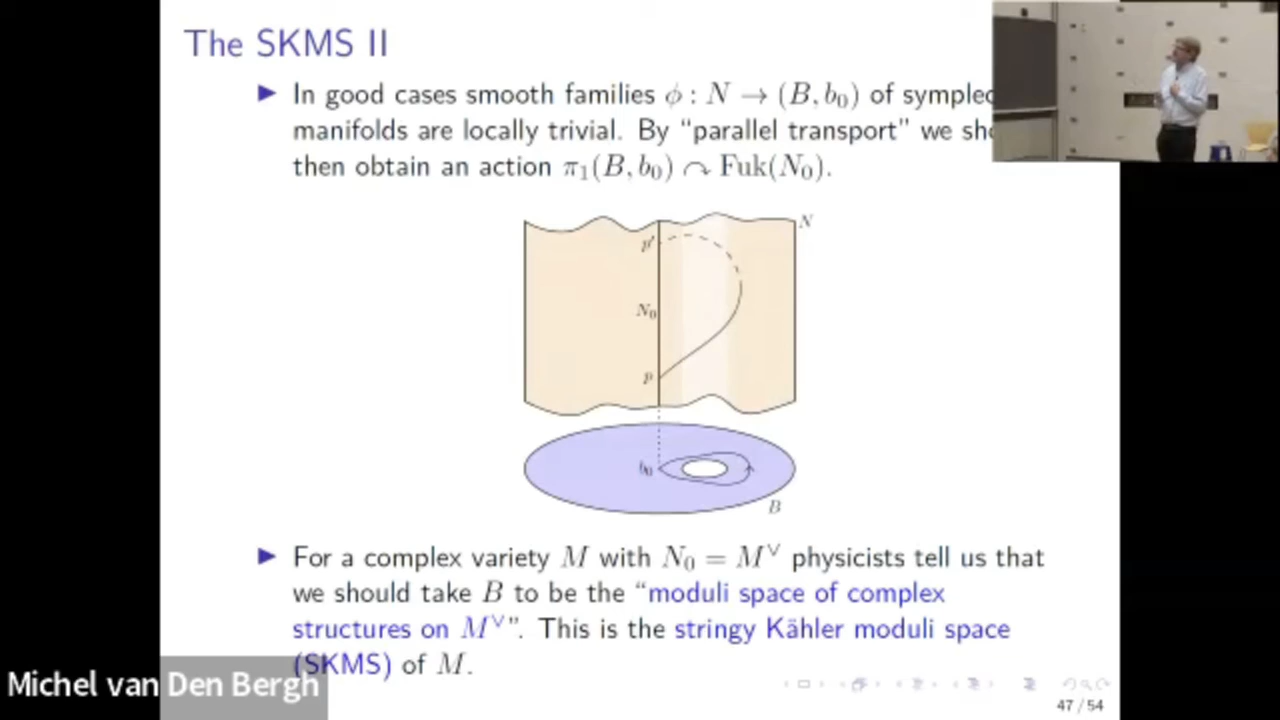 The SKMS II
▶ In good cases smooth families ϕ : N → (B, b₀) of symplec
manifolds are locally trivial. By “parallel transport” we sho
then obtain an action π₁(B, b₀) ↷ Fuk(N₀).
N
p′
N₀
p
b₀
B
▶ For a complex variety M with N₀ = M∨ physicists tell us that
we should take B to be the “moduli space of complex
structures on M∨”. This is the stringy Kähler moduli space
(SKMS) of M.
Michel van Den Bergh
47 / 54